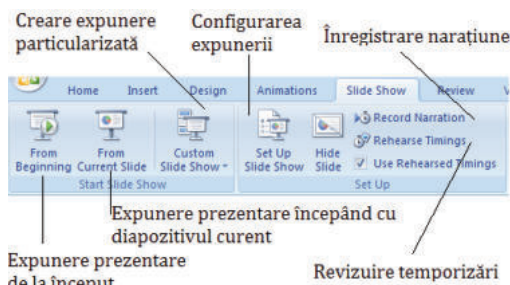 Creare expunere
particularizată
Configurarea
expunerii
Înregistrare narațiune
Home Insert Design Animations Slide Show Review
From
Beginning
From
Current Slide
Custom
Slide Show
Set Up
Slide Show
Hide
Slide
Record Narration
Rehearse Timings
Use Rehearsed Timings
Start Slide Show
Set Up
Expunere prezentare începând cu
diapozitivul curent
Expunere prezentare
de la început
Revizuire temporizări